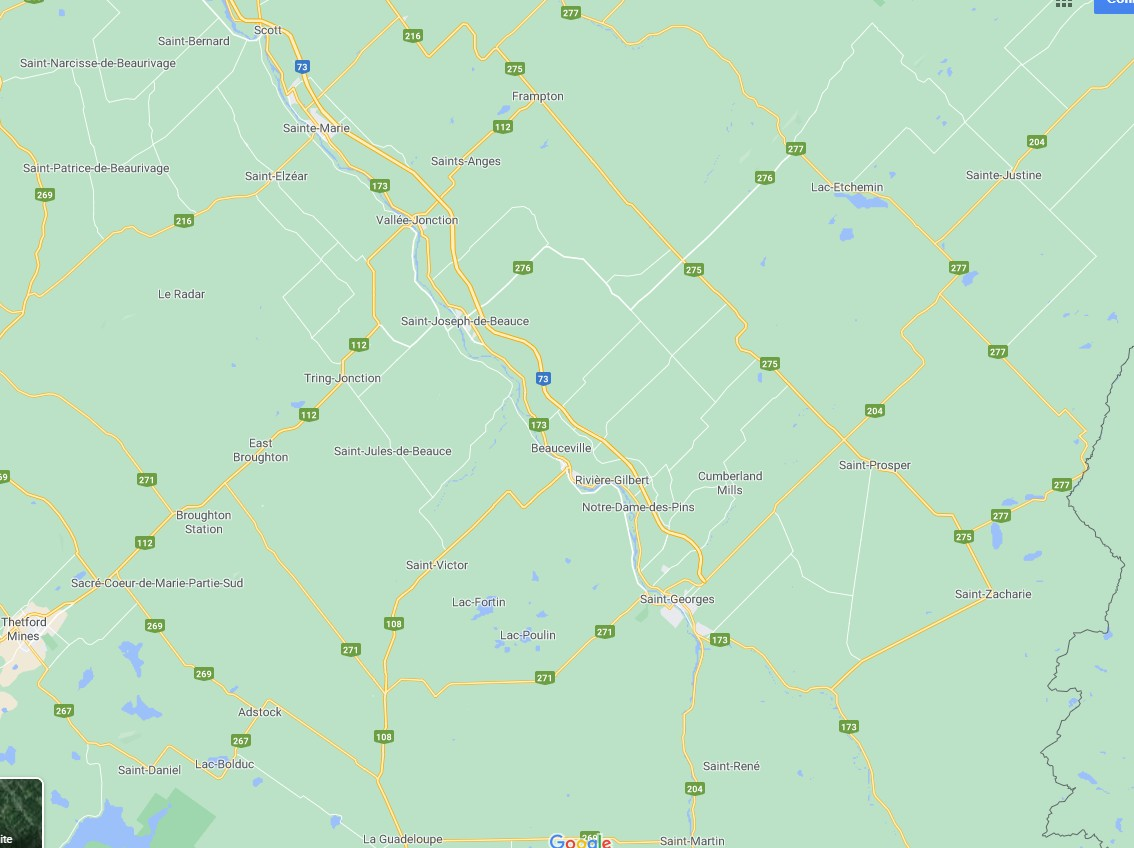 277
Scott
216
Saint-Bernard
Saint-Narcisse-de-Beaurivage
73
275
Frampton
112
Sainte-Marie
204
277
Saints-Anges
Saint-Patrice-de-Beaurivage
Saint-Elzéar
276
Sainte-Justine
173
Lac-Etchemin
269
216
Vallée-Jonction
276
275
277
Le Radar
Saint-Joseph-de-Beauce
112
277
275
Tring-Jonction
73
204
112
173
East
Broughton
Saint-Jules-de-Beauce
Beauceville
Saint-Prosper
69
271
Rivière-Gilbert
Cumberland
Mills
277
Notre-Dame-des-Pins
Broughton
Station
277
275
112
Saint-Victor
Sacré-Coeur-de-Marie-Partie-Sud
Saint-Zacharie
Lac-Fortin
Saint-Georges
Thetford
Mines
269
108
271
Lac-Poulin
173
271
269
271
267
Adstock
173
267
108
Saint-Daniel
Lac-Bolduc
Saint-René
204
ite
La Guadeloupe
269
Google
Saint-Martin